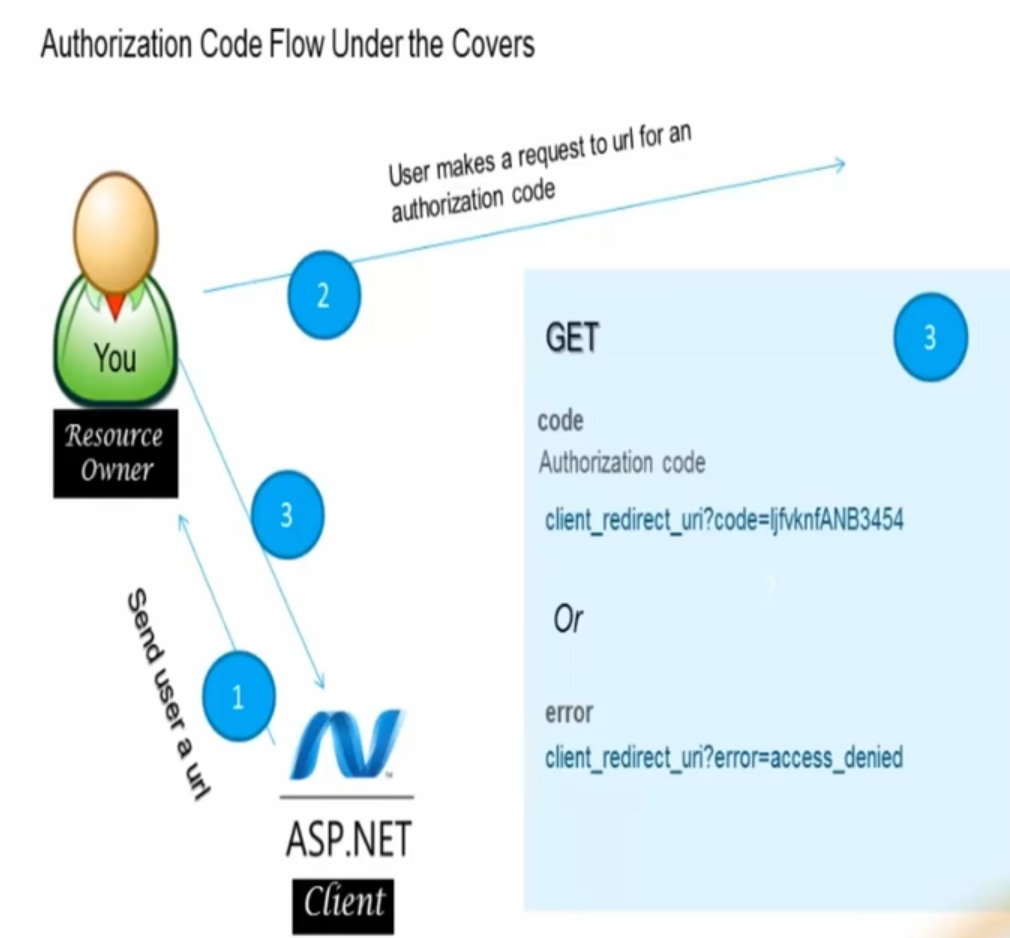 Authorization Code Flow Under the Covers
User makes a request to url for an
authorization code
2
You
Resource
Owner
3
Send user a url
1
ASP.NET
Client
GET
3
code
Authorization code
client_redirect_uri?code=ljfvknfANB3454
Or
error
client_redirect_uri?error=access_denied